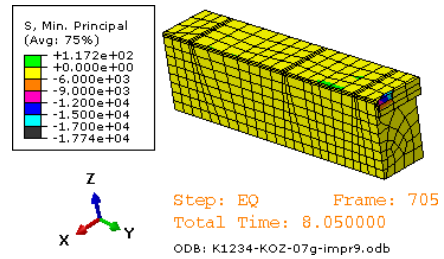 S, Min. Principal
(Avg: 75%)
+1.172e+02
+0.000e+00
-6.000e+03
-9.000e+03
-1.200e+04
-1.500e+04
-1.700e+04
-1.774e+04
Z
X
Y
Step: EQ Frame: 705
Total Time: 8.050000
ODB: K1234-KOZ-07g-impr9.odb